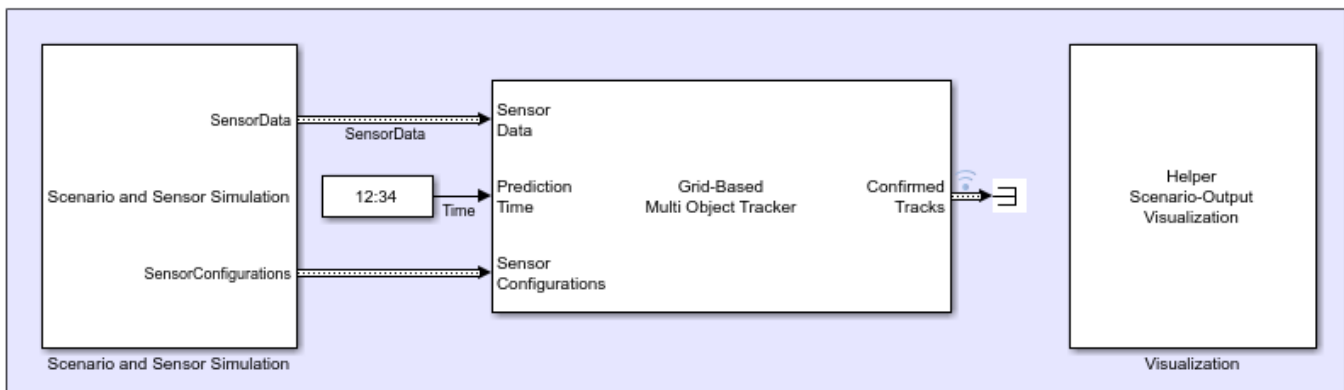 SensorData
Scenario and Sensor Simulation
SensorConfigurations
Scenario and Sensor Simulation
SensorData
12:34
Time
Sensor
Data
Prediction
Time
Sensor
Configurations
Grid-Based
Multi Object Tracker
Confirmed
Tracks
Helper
Scenario-Output
Visualization
Visualization